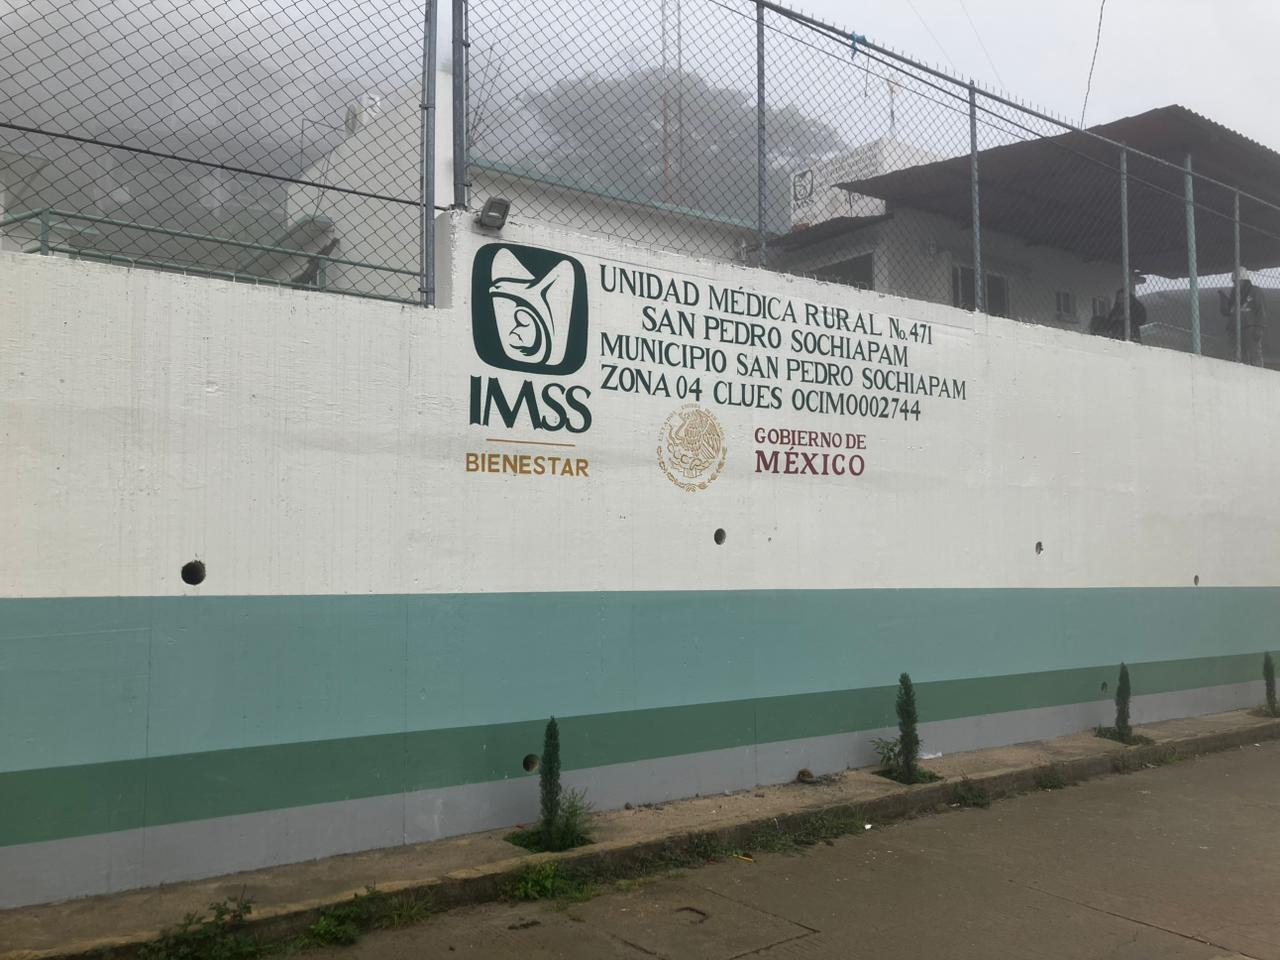 UNIDAD MÉDICA RURAL No. 471
SAN PEDRO SOCHIAPAM
MUNICIPIO SAN PEDRO SOCHIAPAM
ZONA 04 CLUES OCIMO002744
IMSS
BIENESTAR
GOBIERNO DE
MÉXICO
IMSS